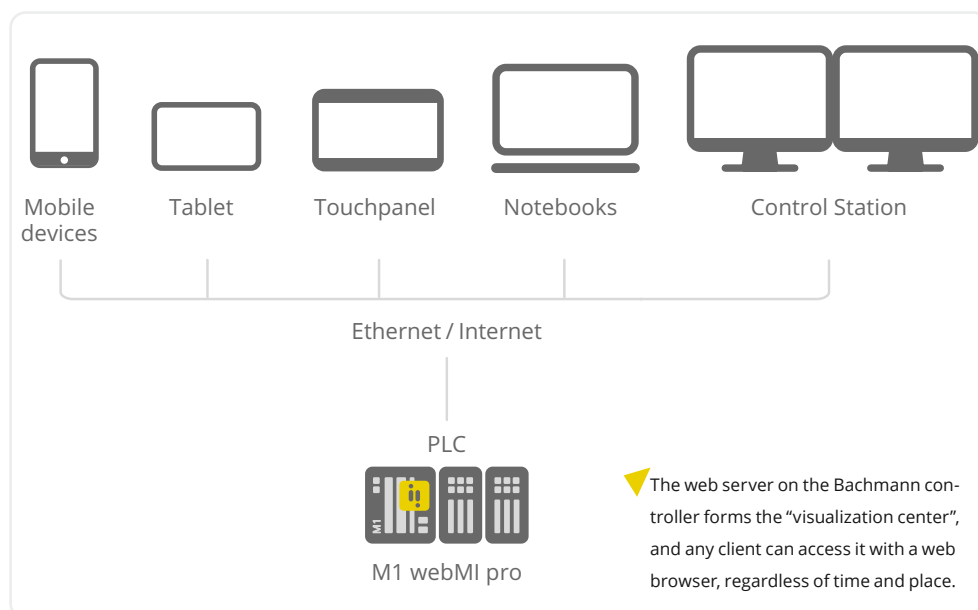 Mobile
devices
Tablet
Touchpanel
Notebooks
Control Station
Ethernet / Internet
PLC
M1
M1 webMI pro
The web server on the Bachmann con-
troller forms the “visualization center”,
and any client can access it with a web
browser, regardless of time and place.